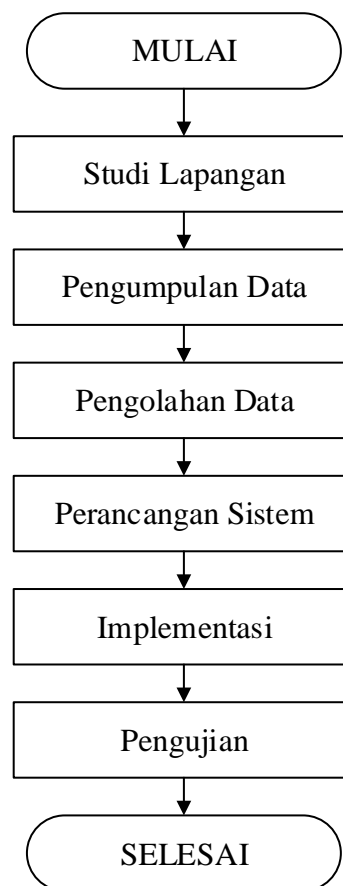 MULAI
Studi Lapangan
Pengumpulan Data
Pengolahan Data
Perancangan Sistem
Implementasi
Pengujian
SELESAI